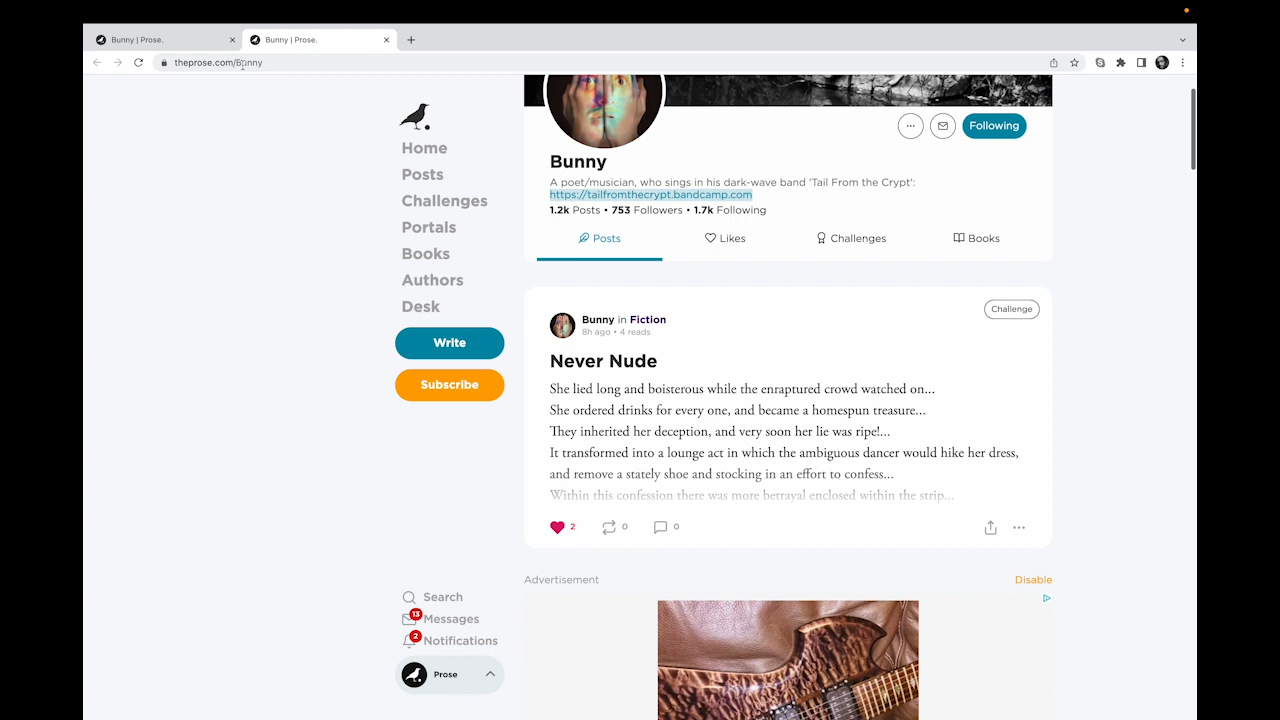 Bunny | Prose.
Bunny | Prose.
theprose.com/Bunny
Home
Posts
Challenges
Portals
Books
Authors
Desk
Write
Subscribe
Search
13
Messages
2
Notifications
Prose
Following
Bunny
A poet/musician, who sings in his dark-wave band 'Tail From the Crypt':
https://tailfromthecrypt.bandcamp.com
1.2k Posts • 753 Followers • 1.7k Following
Posts
Likes
Challenges
Books
Bunny in Fiction
8h ago • 4 reads
Challenge
Never Nude
She lied long and boisterous while the enraptured crowd watched on...
She ordered drinks for every one, and became a homespun treasure...
They inherited her deception, and very soon her lie was ripe!...
It transformed into a lounge act in which the ambiguous dancer would hike her dress,
and remove a stately shoe and stocking in an effort to confess...
Within this confession there was more betrayal enclosed within the strip...
2
0
0
Advertisement
Disable